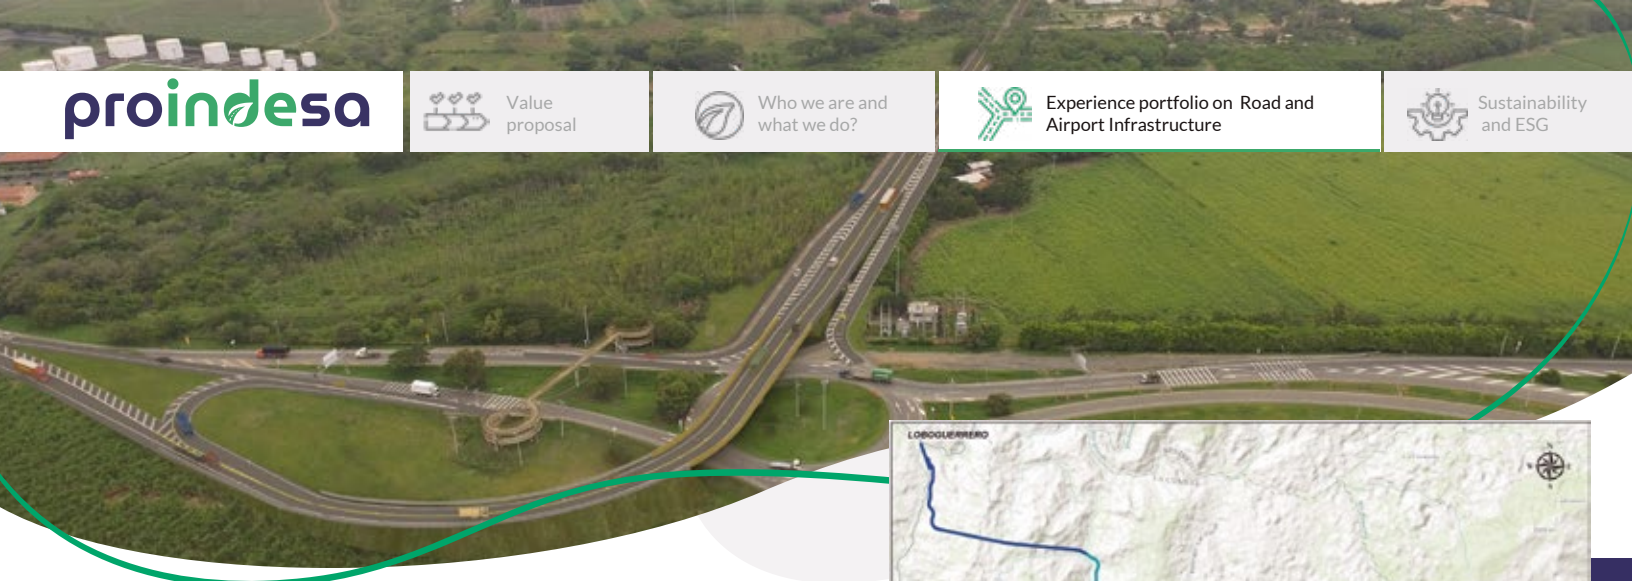 proindesa
Value
proposal
Who we are and
what we do?
Experience portfolio on Road and
Airport Infrastructure
Sustainability
and ESG
LOBOGUERRERO